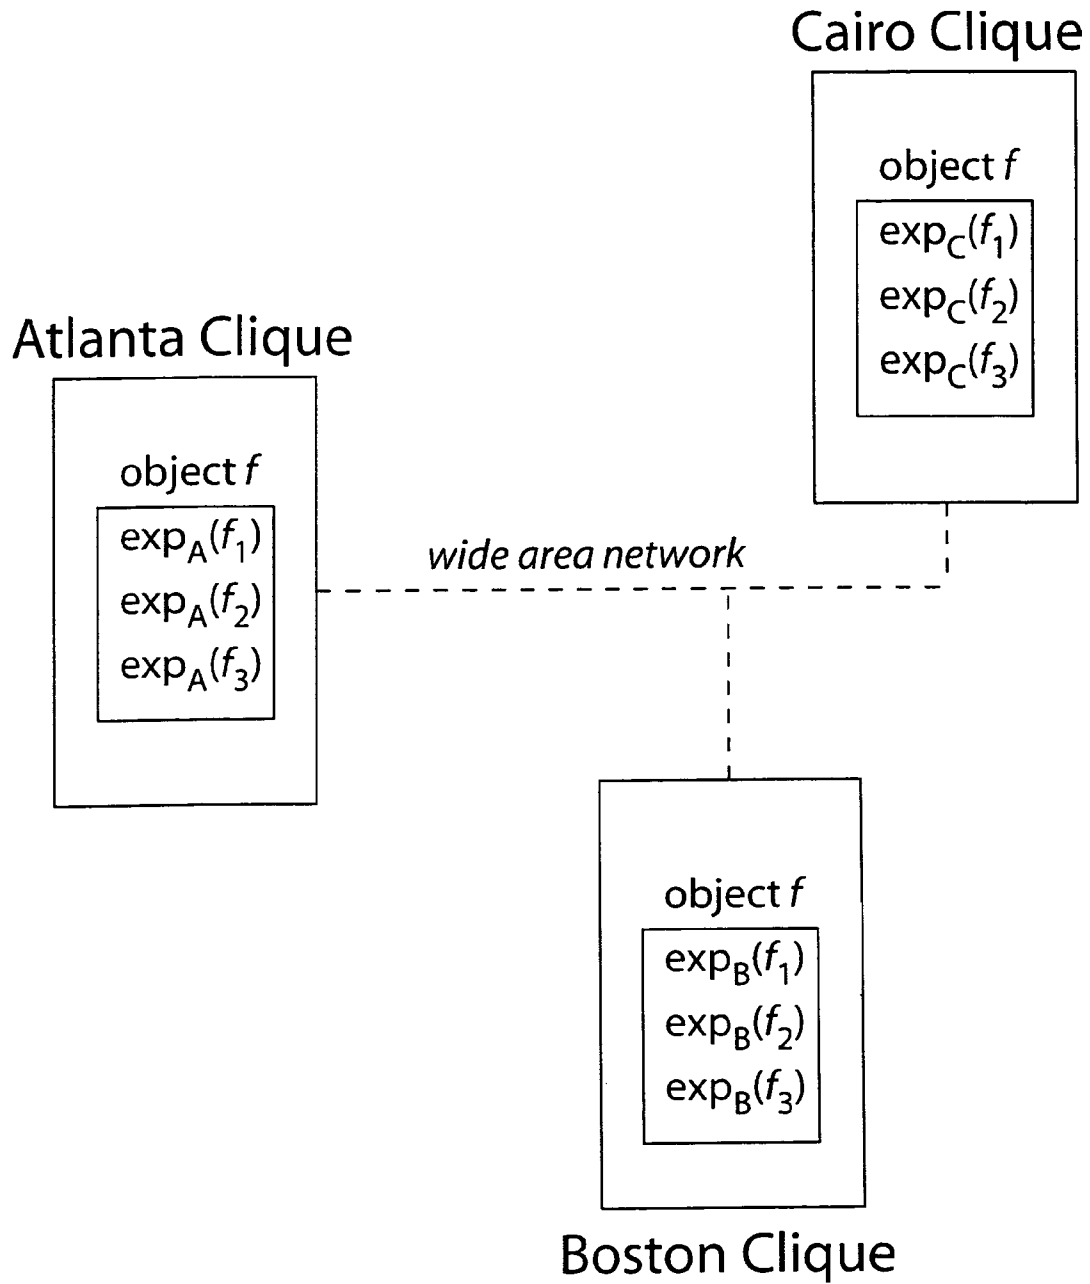 Cairo Clique
object f
exp_C(f_1)
exp_C(f_2)
exp_C(f_3)
Atlanta Clique
object f
exp_A(f_1)
exp_A(f_2)
exp_A(f_3)
wide area network
object f
exp_B(f_1)
exp_B(f_2)
exp_B(f_3)
Boston Clique